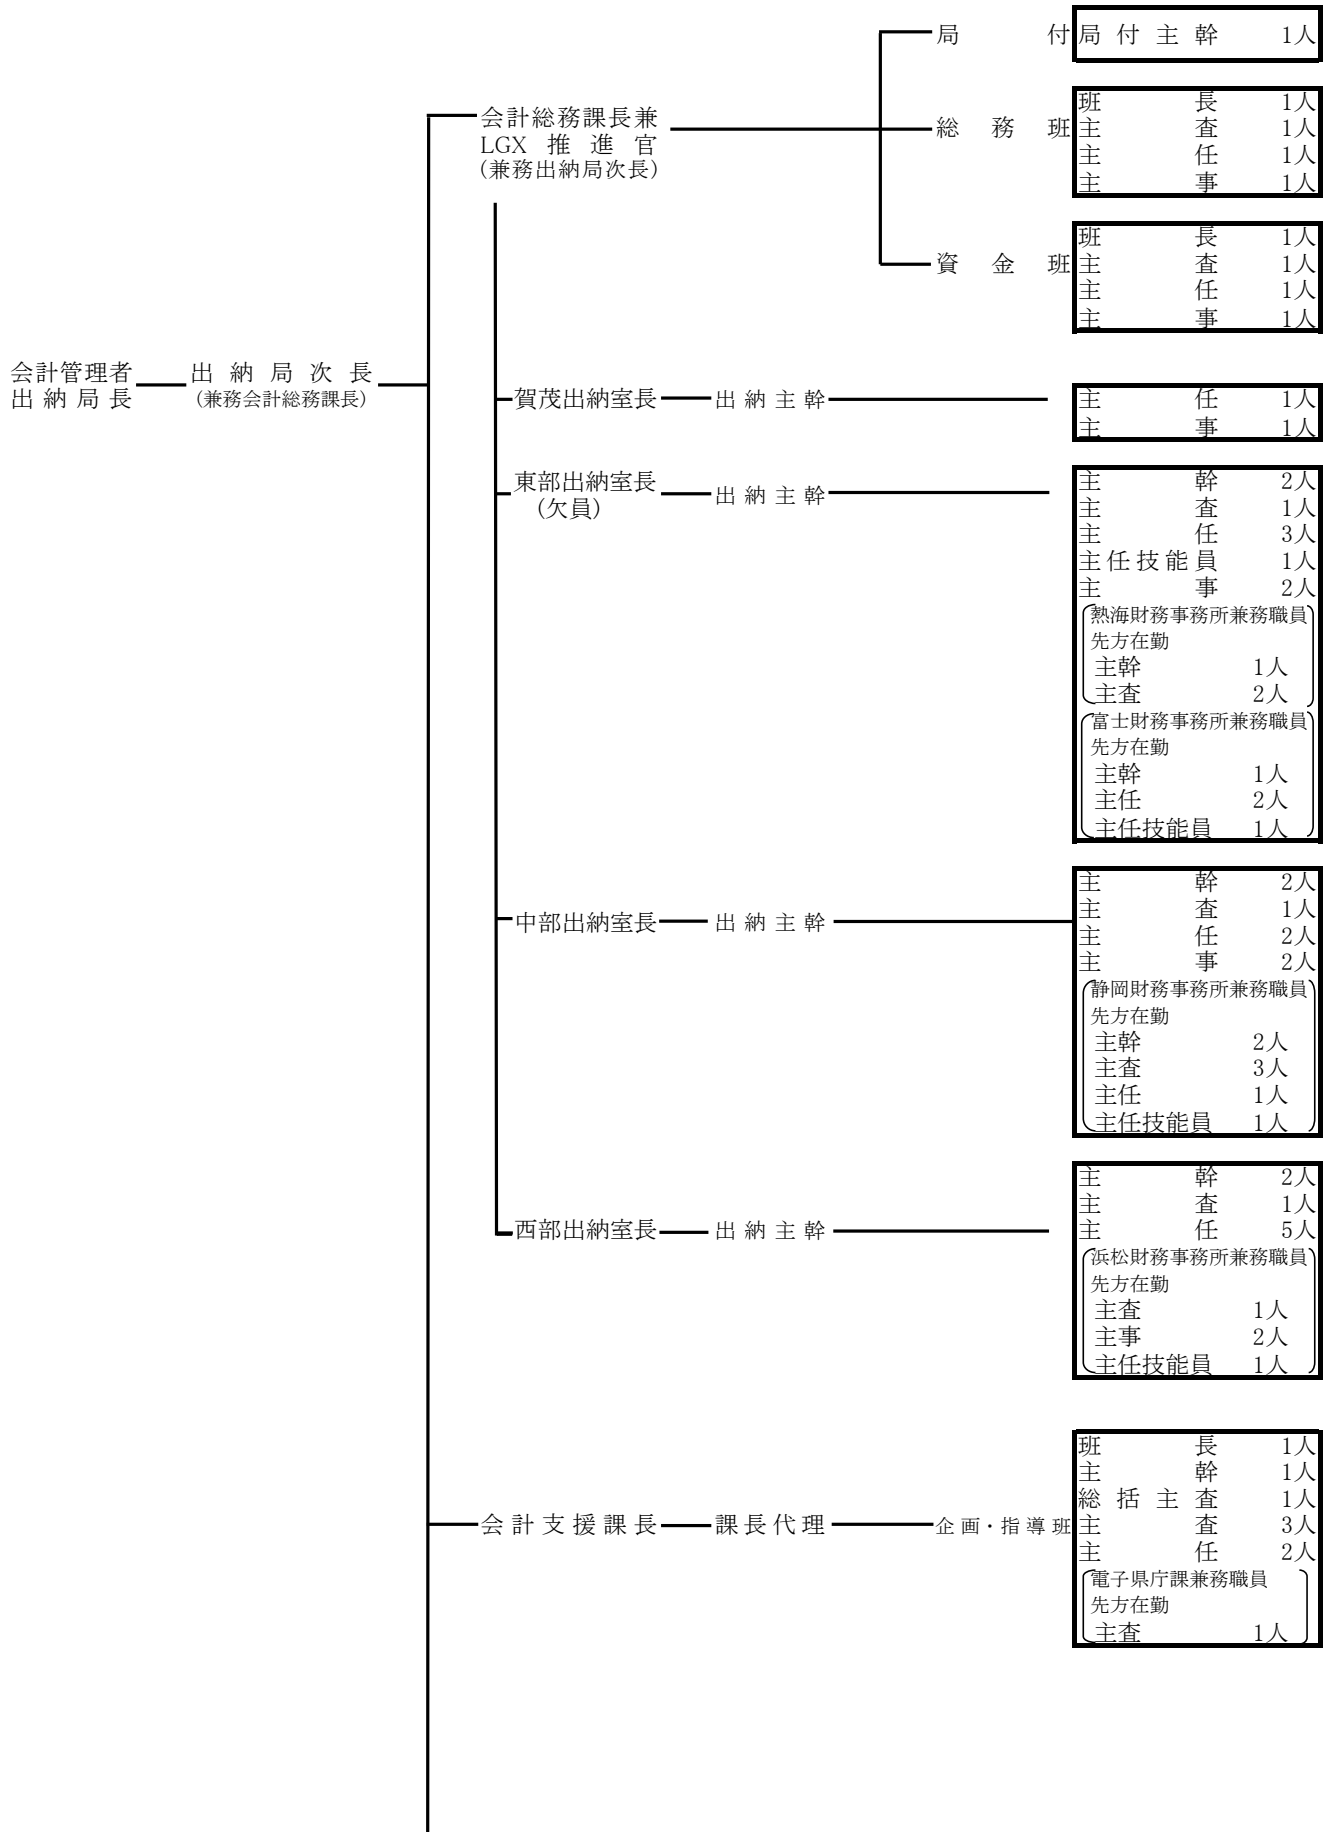 局付 局付主幹 1人
会計総務課長兼
LGX推進官
(兼務出納局次長)
総務班
班長 1人
主査 1人
主任 1人
主事 1人
資金班
班長 1人
主査 1人
主任 1人
主事 1人
会計管理者
出納局長
出納局次長
(兼務会計総務課長)
賀茂出納室長 出納主幹
主任 1人
主事 1人
東部出納室長
(欠員)
出納主幹
主幹 2人
主査 1人
主任 3人
主任技能員 1人
主事 2人
熱海財務事務所兼務職員
先方在勤
主幹 1人
主査 2人
富士財務事務所兼務職員
先方在勤
主幹 1人
主任 2人
主任技能員 1人
中部出納室長 出納主幹
主幹 2人
主査 1人
主任 2人
主事 2人
静岡財務事務所兼務職員
先方在勤
主幹 2人
主査 3人
主任 1人
主任技能員 1人
西部出納室長 出納主幹
主幹 2人
主査 1人
主任 5人
浜松財務事務所兼務職員
先方在勤
主査 1人
主事 2人
主任技能員 1人
会計支援課長 課長代理 企画・指導班
班長 1人
主幹 1人
総括主査 1人
主査 3人
主任 2人
電子県庁課兼務職員
先方在勤
主査 1人